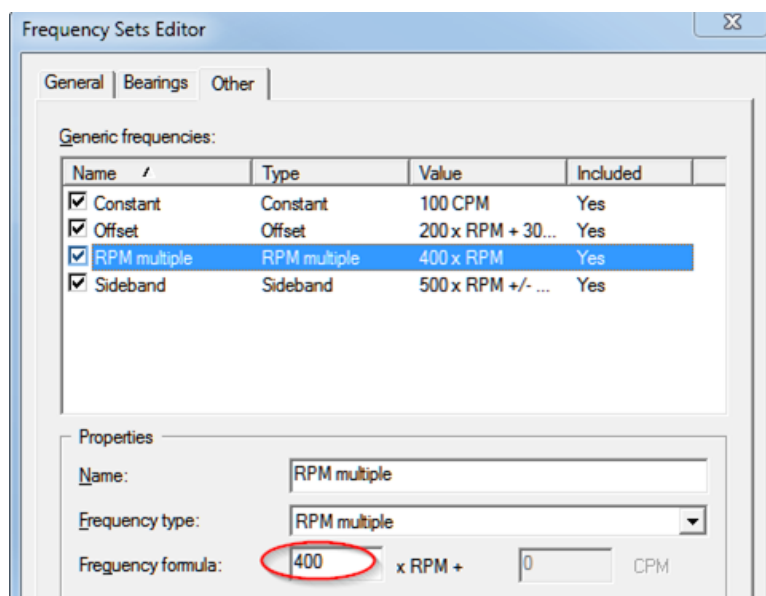 Frequency Sets Editor
General Bearings Other
Generic frequencies:
Name Type Value Included
Constant Constant 100 CPM Yes
Offset Offset 200 x RPM + 30... Yes
RPM multiple RPM multiple 400 x RPM Yes
Sideband Sideband 500 x RPM +/- ... Yes
Properties
Name: RPM multiple
Frequency type: RPM multiple
Frequency formula: 400 x RPM + 0 CPM